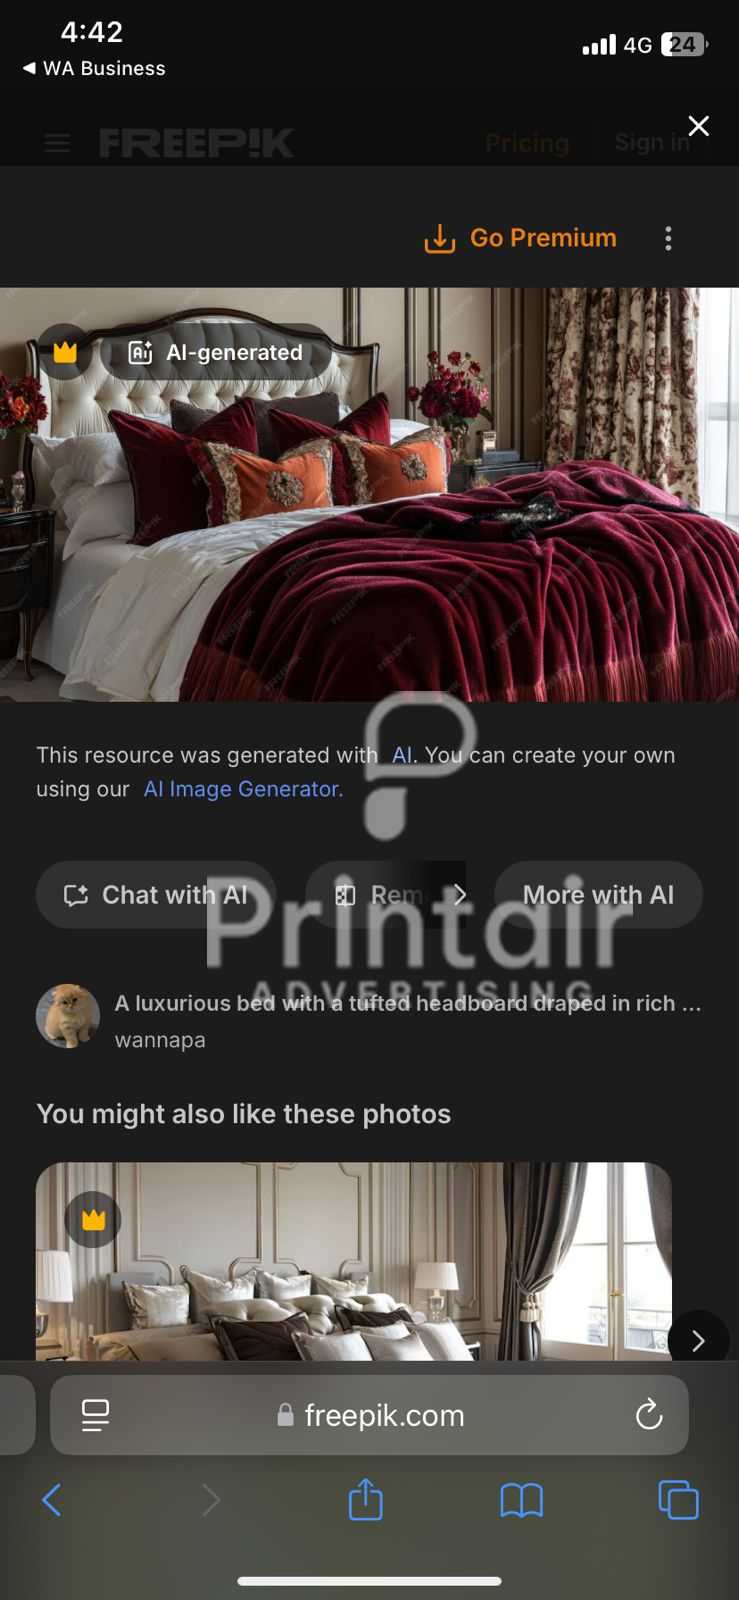 4:42
4G 24
◀ WA Business
FREEP!K
Pricing
Sign in
Go Premium
AI-generated
This resource was generated with AI. You can create your own
using our AI Image Generator.
Chat with AI
Rem
More with AI
Printair
ADVERTISING
A luxurious bed with a tufted headboard draped in rich ...
wannapa
You might also like these photos
freepik.com